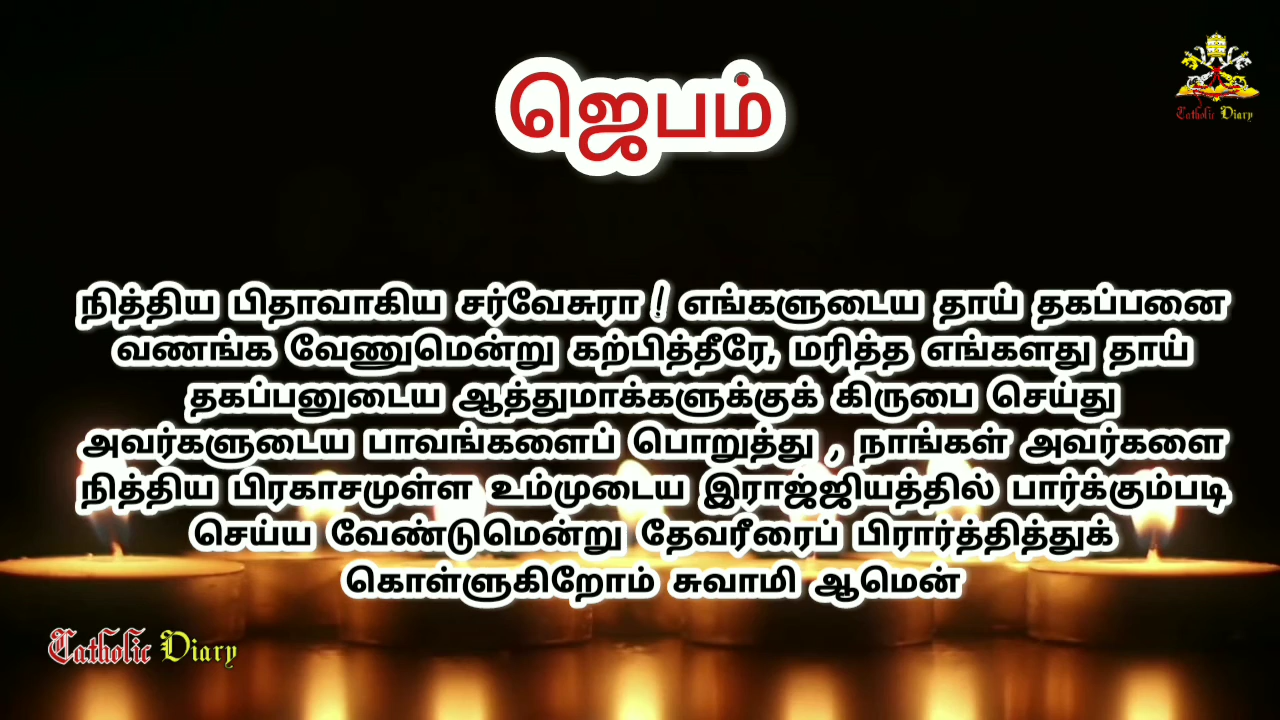 ஜெபம்
Catholic Diary
நித்திய பிதாவாகிய சர்வேசுரா ! எங்களுடைய தாய் தகப்பனை
வணங்க வேணுமென்று கற்பித்தீரே, மரித்த எங்களது தாய்
தகப்பனுடைய ஆத்துமாக்களுக்குக் கிருபை செய்து
அவர்களுடைய பாவங்களைப் பொறுத்து , நாங்கள் அவர்களை
நித்திய பிரகாசமுள்ள உம்முடைய இராஜ்ஜியத்தில் பார்க்கும்படி
செய்ய வேண்டுமென்று தேவரீரைப் பிரார்த்தித்துக்
கொள்ளுகிறோம் சுவாமி ஆமென்
Catholic Diary